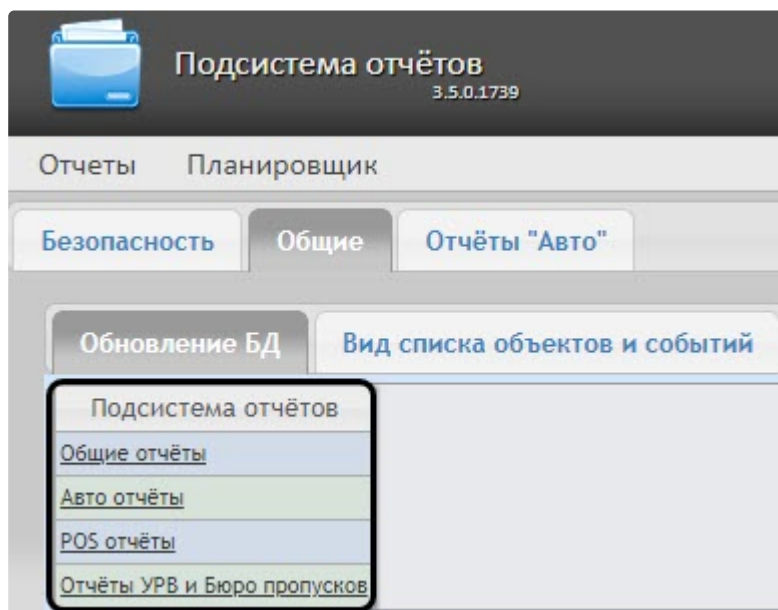 Подсистема отчётов
3.5.0.1739
Отчеты Планировщик
Безопасность Общие Отчёты "Авто"
Обновление БД Вид списка объектов и событий
Подсистема отчётов
Общие отчёты
Авто отчёты
POS отчёты
Отчёты УРВ и Бюро пропусков